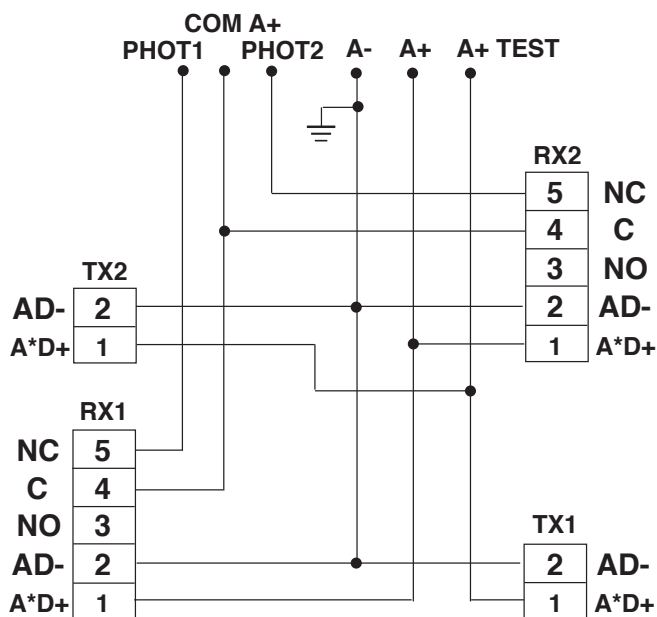 COM A+
PHOT1 PHOT2 A- A+ A+ TEST
RX2
5 NC
4 C
3 NO
2 AD-
1 A*D+
TX2
AD- 2
A*D+ 1
RX1
NC 5
C 4
NO 3
AD- 2
A*D+ 1
TX1
2 AD-
1 A*D+